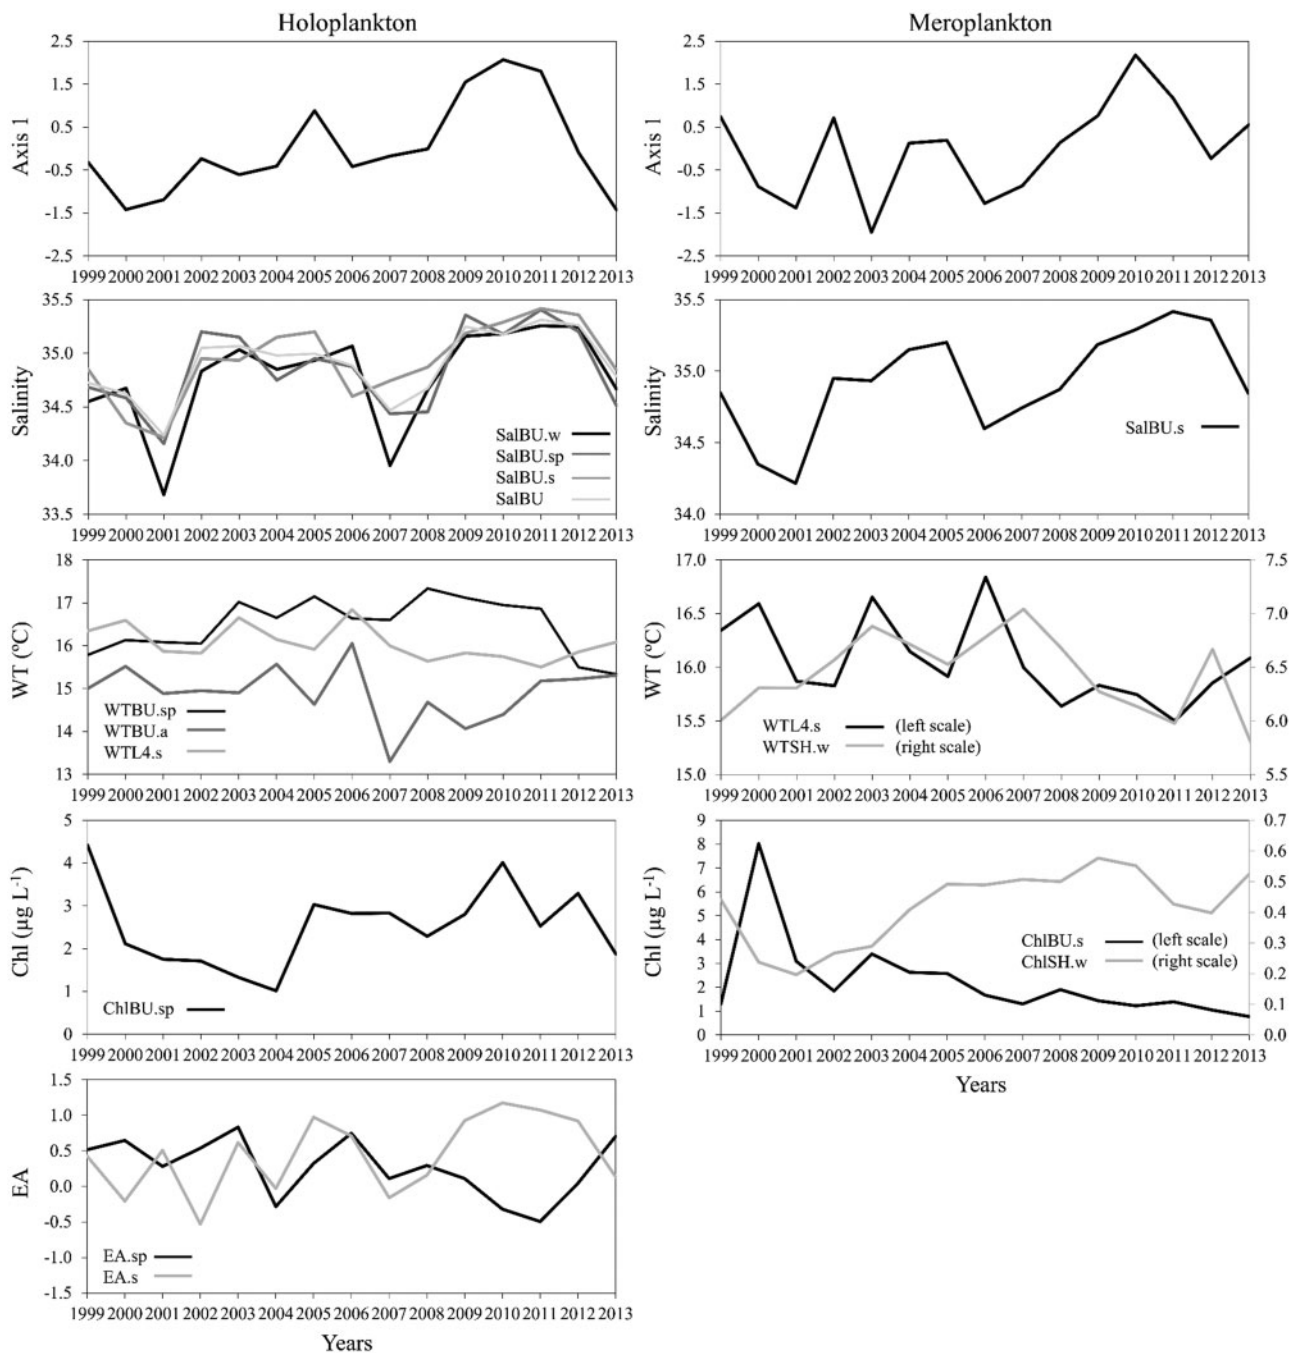 Holoplankton
Meroplankton
2.5
1.5
0.5
-0.5
-1.5
-2.5
Axis 1
1999 2000 2001 2002 2003 2004 2005 2006 2007 2008 2009 2010 2011 2012 2013
2.5
1.5
0.5
-0.5
-1.5
-2.5
Axis 1
1999 2000 2001 2002 2003 2004 2005 2006 2007 2008 2009 2010 2011 2012 2013
35.5
35.0
34.5
34.0
33.5
Salinity
SalBU.w
SalBU.sp
SalBU.s
SalBU
1999 2000 2001 2002 2003 2004 2005 2006 2007 2008 2009 2010 2011 2012 2013
35.5
35.0
34.5
34.0
Salinity
SalBU.s
1999 2000 2001 2002 2003 2004 2005 2006 2007 2008 2009 2010 2011 2012 2013
18
17
16
15
14
13
WT (ºC)
WTBU.sp
WTBU.a
WTL4.s
1999 2000 2001 2002 2003 2004 2005 2006 2007 2008 2009 2010 2011 2012 2013
17.0
16.5
16.0
15.5
15.0
WT (ºC)
WTL4.s (left scale)
WTSH.w (right scale)
7.5
7.0
6.5
6.0
5.5
1999 2000 2001 2002 2003 2004 2005 2006 2007 2008 2009 2010 2011 2012 2013
5
4
3
2
1
0
Chl (µg L-1)
ChlBU.sp
1999 2000 2001 2002 2003 2004 2005 2006 2007 2008 2009 2010 2011 2012 2013
9
8
7
6
5
4
3
2
1
0
Chl (µg L-1)
ChlBU.s (left scale)
ChlSH.w (right scale)
0.7
0.6
0.5
0.4
0.3
0.2
0.1
0.0
1999 2000 2001 2002 2003 2004 2005 2006 2007 2008 2009 2010 2011 2012 2013
Years
1.5
1.0
0.5
0.0
-0.5
-1.0
-1.5
EA
EA.sp
EA.s
1999 2000 2001 2002 2003 2004 2005 2006 2007 2008 2009 2010 2011 2012 2013
Years